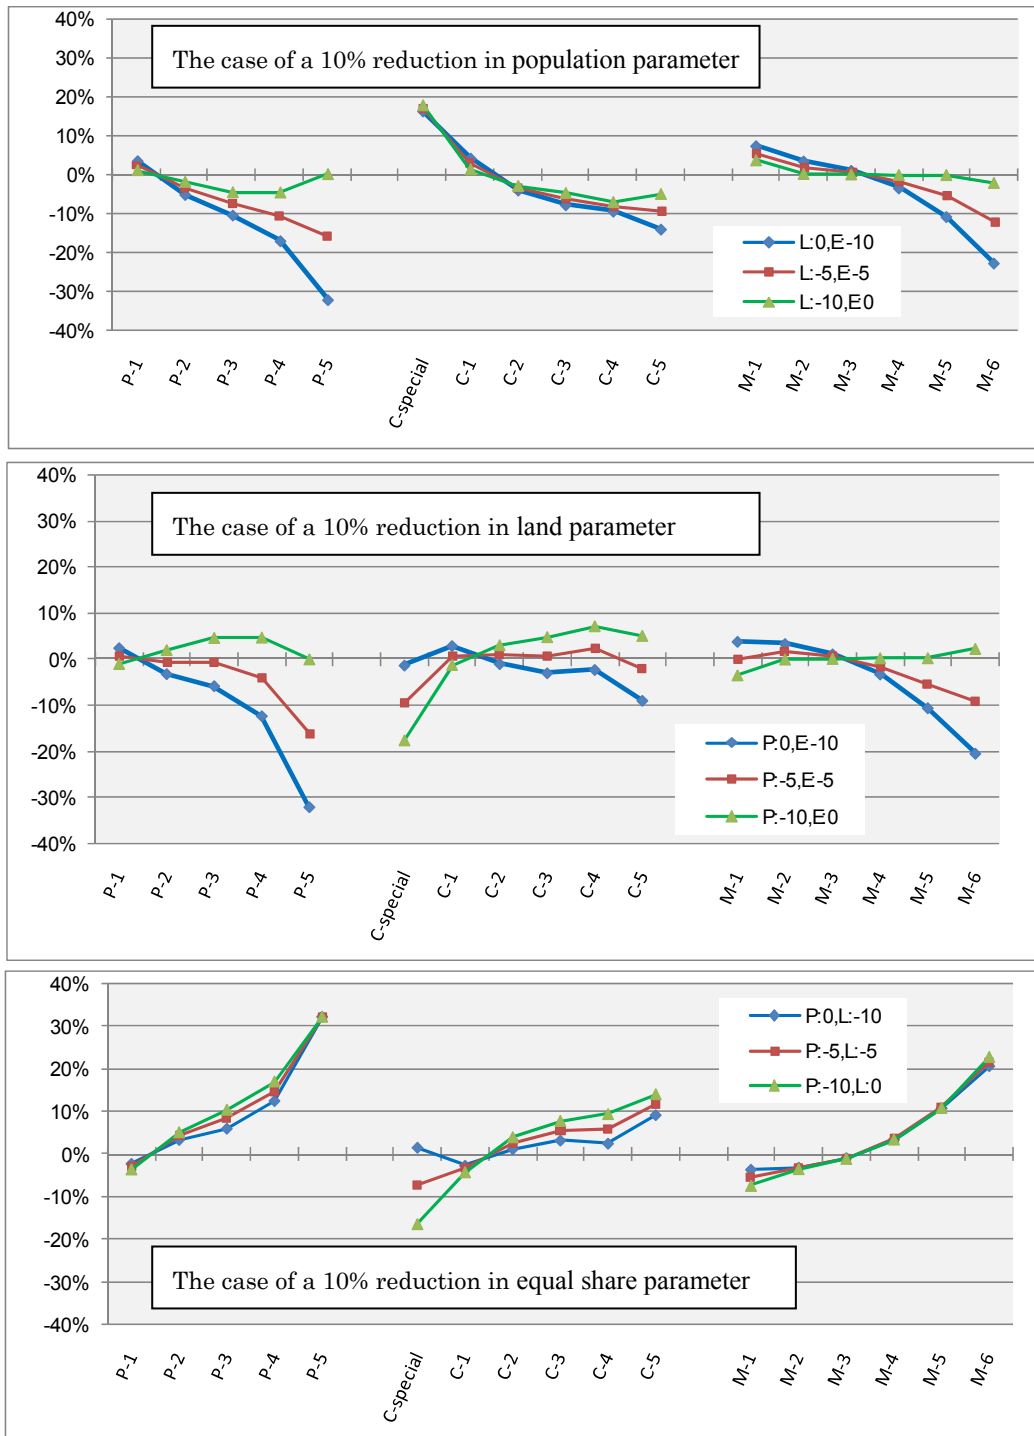 The case of a 10% reduction in population parameter
40%
30%
20%
10%
0%
-10%
-20%
-30%
-40%
L:0,E-10
L:-5,E-5
L:-10,E0
P-1
P-2
P-3
P-4
P-5
C-special
C-1
C-2
C-3
C-4
C-5
M-1
M-2
M-3
M-4
M-5
M-6
The case of a 10% reduction in land parameter
40%
30%
20%
10%
0%
-10%
-20%
-30%
-40%
P:0,E-10
P:-5,E-5
P:-10,E0
P-1
P-2
P-3
P-4
P-5
C-special
C-1
C-2
C-3
C-4
C-5
M-1
M-2
M-3
M-4
M-5
M-6
40%
30%
20%
10%
0%
-10%
-20%
-30%
-40%
P:0,L:-10
P:-5,L:-5
P:-10,L:0
The case of a 10% reduction in equal share parameter
P-1
P-2
P-3
P-4
P-5
C-special
C-1
C-2
C-3
C-4
C-5
M-1
M-2
M-3
M-4
M-5
M-6